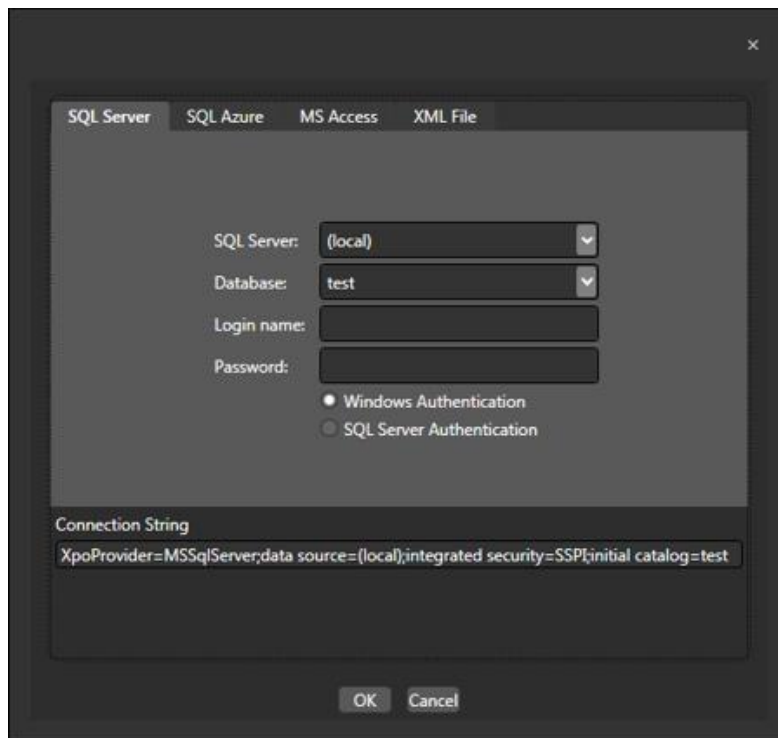 ×
SQL Server SQL Azure MS Access XML File
SQL Server: (local)
Database: test
Login name:
Password:
Windows Authentication
SQL Server Authentication
Connection String
XpoProvider=MSSqlServer;data source=(local);integrated security=SSPI;initial catalog=test
OK Cancel